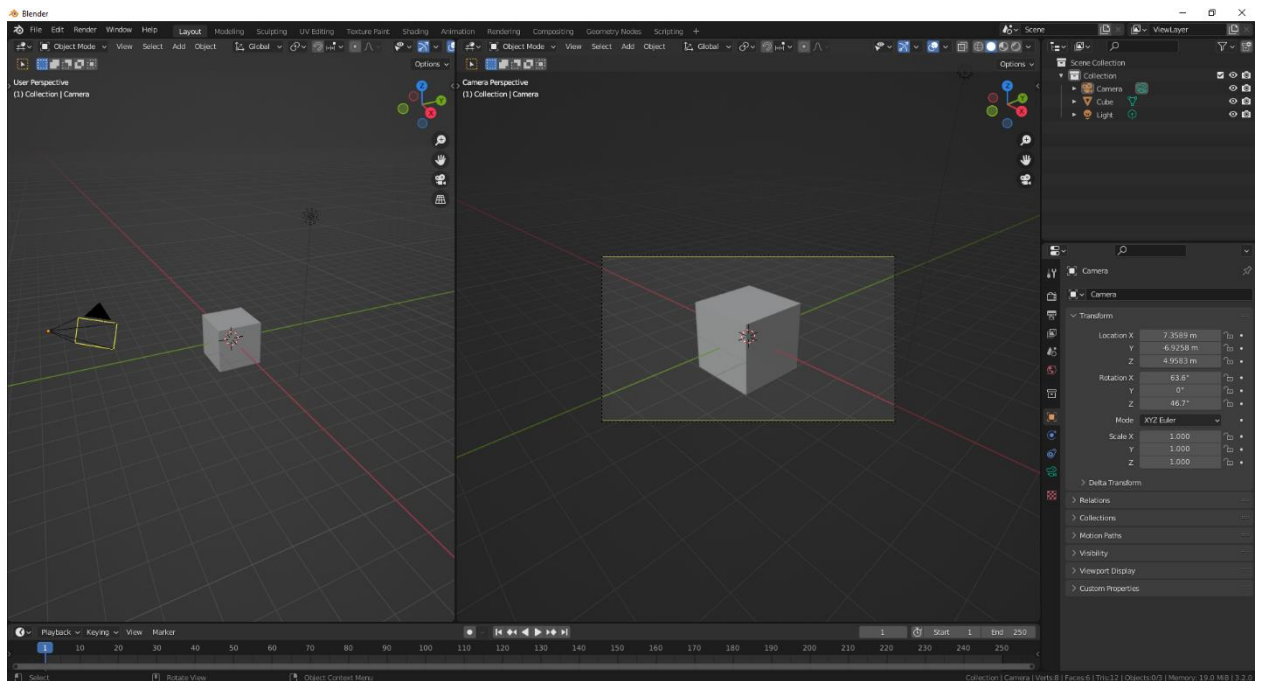 Blender
File Edit Render Window Help Layout Modeling Sculpting UV Editing Texture Paint Shading Animation Rendering Compositing Geometry Nodes Scripting + Scene ViewLayer
Object Mode View Select Add Object Global
Object Mode View Select Add Object Global
Options
Options
User Perspective
(1) Collection | Camera
Camera Perspective
(1) Collection | Camera
X
Y
X
Y
Scene Collection
Collection
Camera
Cube
Light
Camera
Camera
Transform
Location X 7.3589 m
Y -6.9258 m
Z 4.9583 m
Rotation X 63.6°
Y 0°
Z 46.7°
Mode XYZ Euler
Scale X 1.000
Y 1.000
Z 1.000
Delta Transform
Relations
Collections
Motion Paths
Visibility
Viewport Display
Custom Properties
Playback Keying View Marker 1 Start 1 End 250
1 10 20 30 40 50 60 70 80 90 100 110 120 130 140 150 160 170 180 190 200 210 220 230 240 250
Select Rotate View Object Context Menu Collection | Camera | Verts:8 | Faces:6 | Tris:12 | Objects:0/3 | Memory: 19.0 MiB | 3.2.0